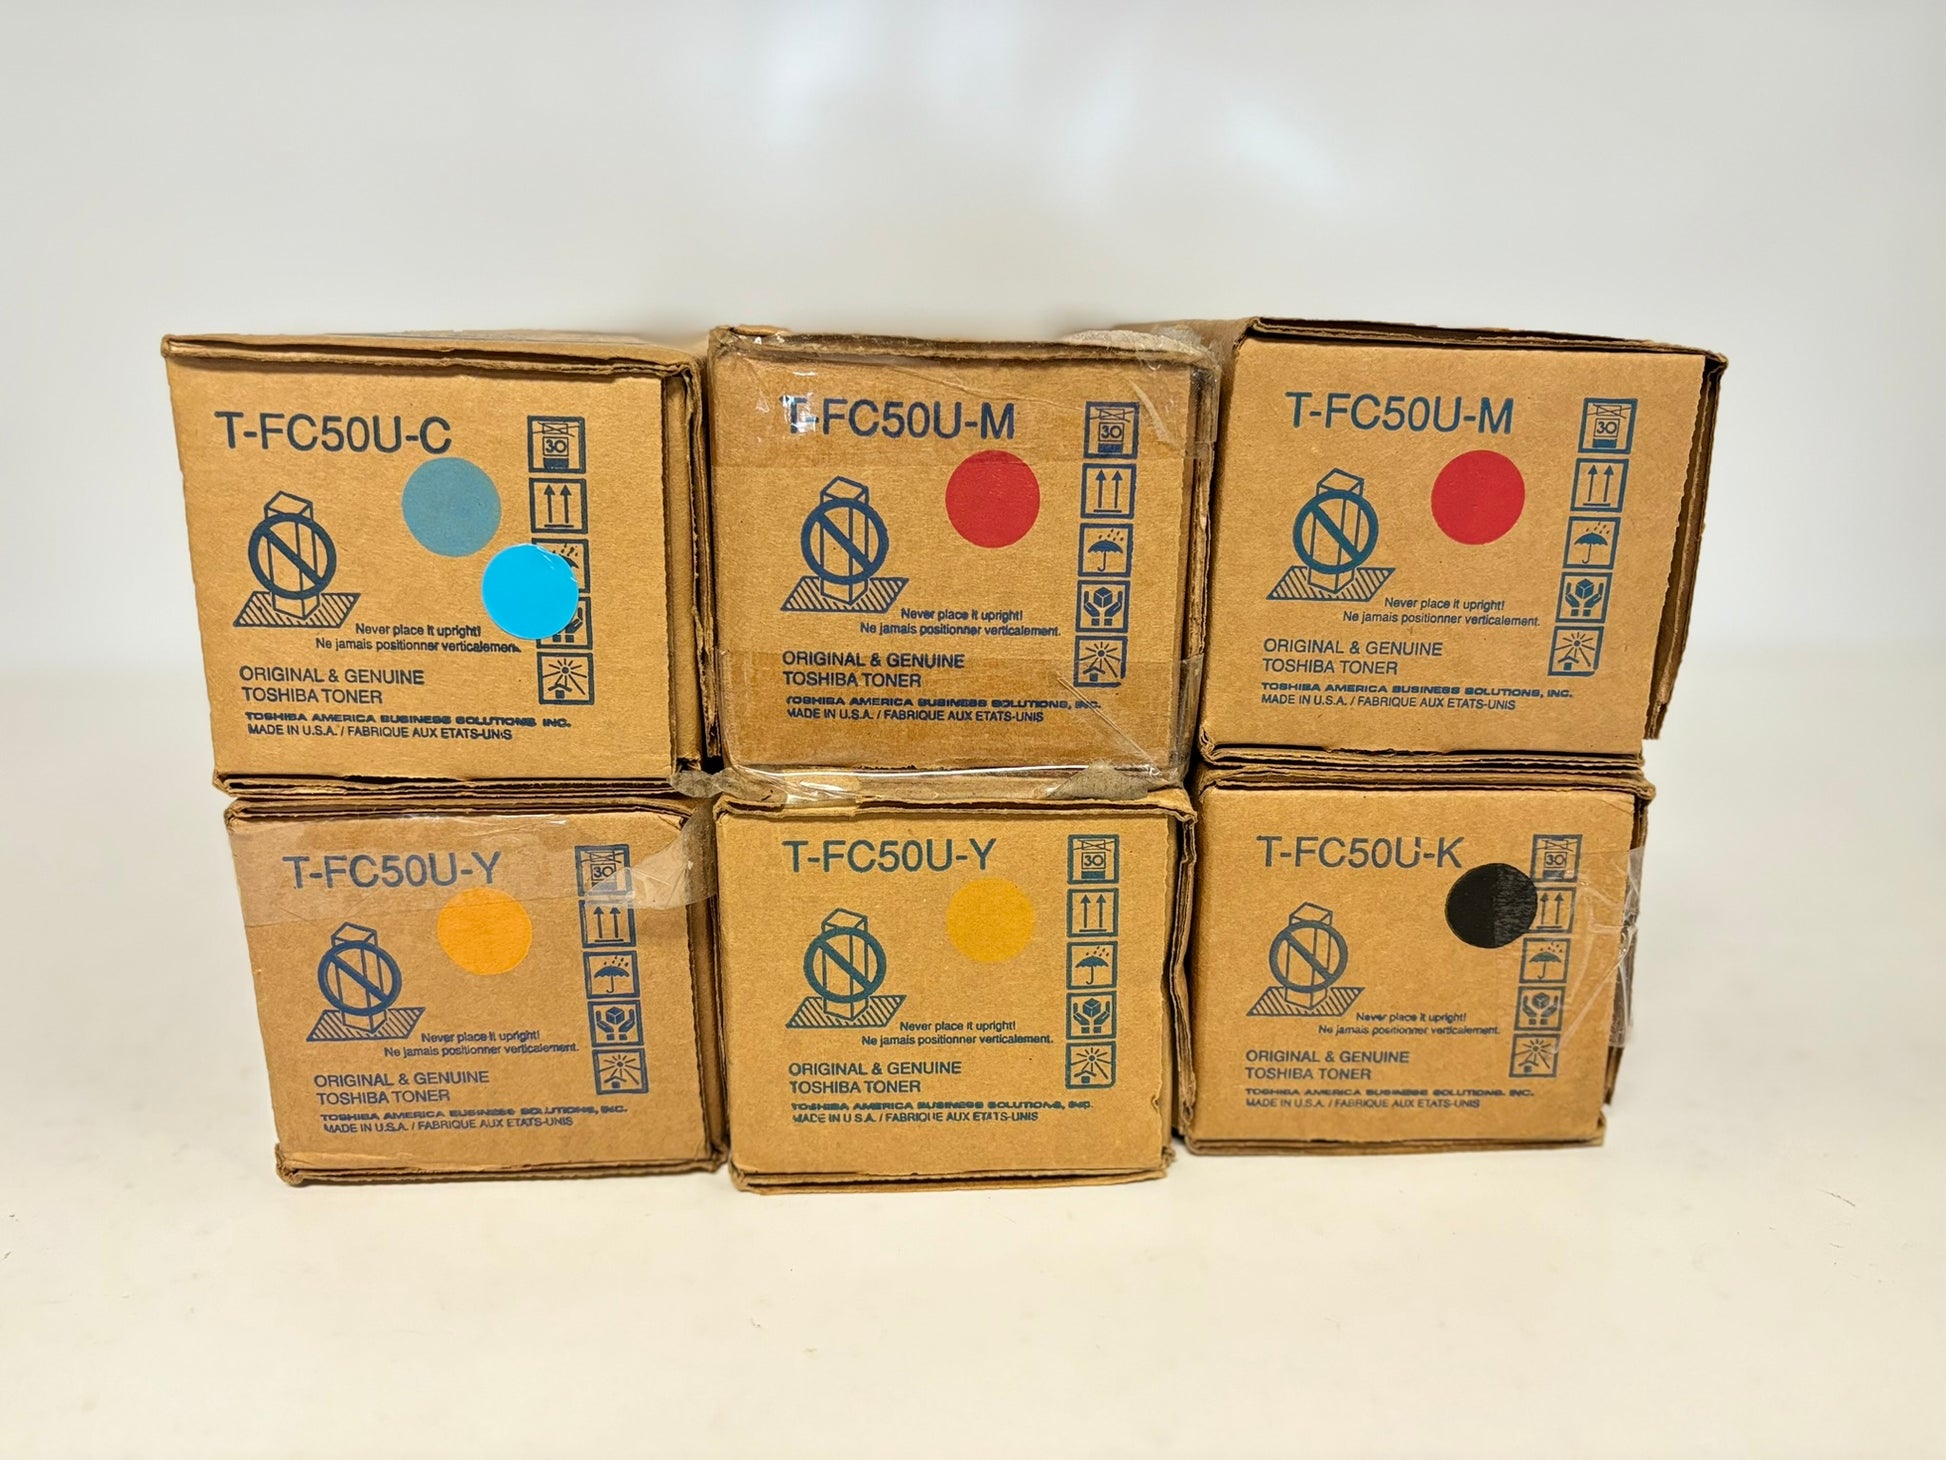 T-FC50U-C
30
Never place it upright!
Ne jamais positionner verticalement.
ORIGINAL & GENUINE
TOSHIBA TONER
TOSHIBA AMERICA BUSINESS SOLUTIONS, INC.
MADE IN U.S.A. / FABRIQUE AUX ETATS-UNIS
T-FC50U-M
30
Never place it upright!
Ne jamais positionner verticalement.
ORIGINAL & GENUINE
TOSHIBA TONER
TOSHIBA AMERICA BUSINESS SOLUTIONS, INC.
MADE IN U.S.A. / FABRIQUE AUX ETATS-UNIS
T-FC50U-M
30
Never place it upright!
Ne jamais positionner verticalement.
ORIGINAL & GENUINE
TOSHIBA TONER
TOSHIBA AMERICA BUSINESS SOLUTIONS, INC.
MADE IN U.S.A. / FABRIQUE AUX ETATS-UNIS
T-FC50U-Y
30
Never place it upright!
Ne jamais positionner verticalement.
ORIGINAL & GENUINE
TOSHIBA TONER
TOSHIBA AMERICA BUSINESS SOLUTIONS, INC.
MADE IN U.S.A. / FABRIQUE AUX ETATS-UNIS
T-FC50U-Y
30
Never place it upright!
Ne jamais positionner verticalement.
ORIGINAL & GENUINE
TOSHIBA TONER
TOSHIBA AMERICA BUSINESS SOLUTIONS, INC.
MADE IN U.S.A. / FABRIQUE AUX ETATS-UNIS
T-FC50U-K
30
Never place it upright!
Ne jamais positionner verticalement.
ORIGINAL & GENUINE
TOSHIBA TONER
TOSHIBA AMERICA BUSINESS SOLUTIONS, INC.
MADE IN U.S.A. / FABRIQUE AUX ETATS-UNIS